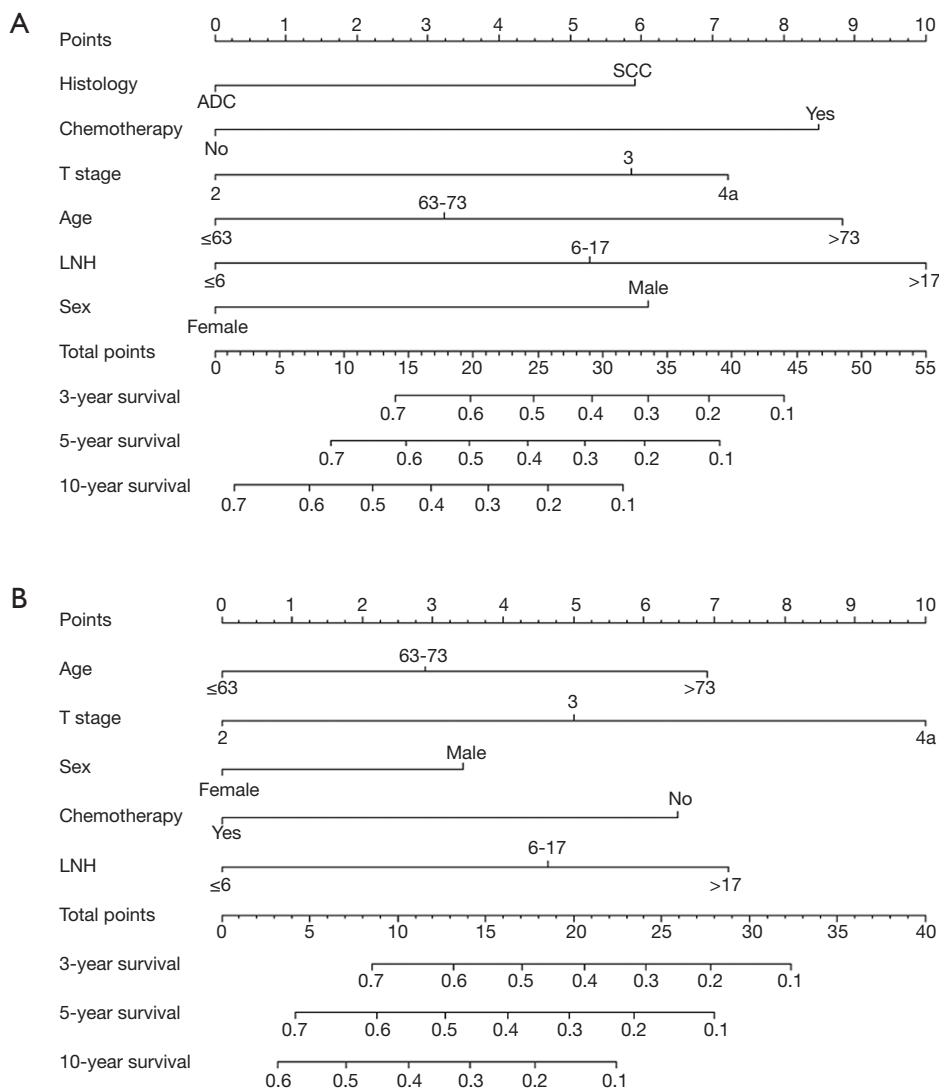 A
Points 0 1 2 3 4 5 6 7 8 9 10
Histology
SCC
ADC
Chemotherapy
Yes
No
T stage
3
2 4a
Age
63-73
≤63 >73
LNH
6-17
≤6 >17
Sex
Male
Female
Total points
0 5 10 15 20 25 30 35 40 45 50 55
3-year survival
0.7 0.6 0.5 0.4 0.3 0.2 0.1
5-year survival
0.7 0.6 0.5 0.4 0.3 0.2 0.1
10-year survival
0.7 0.6 0.5 0.4 0.3 0.2 0.1
B
Points 0 1 2 3 4 5 6 7 8 9 10
Age
63-73
≤63 >73
T stage
3
2 4a
Sex
Male
Female
Chemotherapy
No
Yes
LNH
6-17
≤6 >17
Total points
0 5 10 15 20 25 30 35 40
3-year survival
0.7 0.6 0.5 0.4 0.3 0.2 0.1
5-year survival
0.7 0.6 0.5 0.4 0.3 0.2 0.1
10-year survival
0.6 0.5 0.4 0.3 0.2 0.1